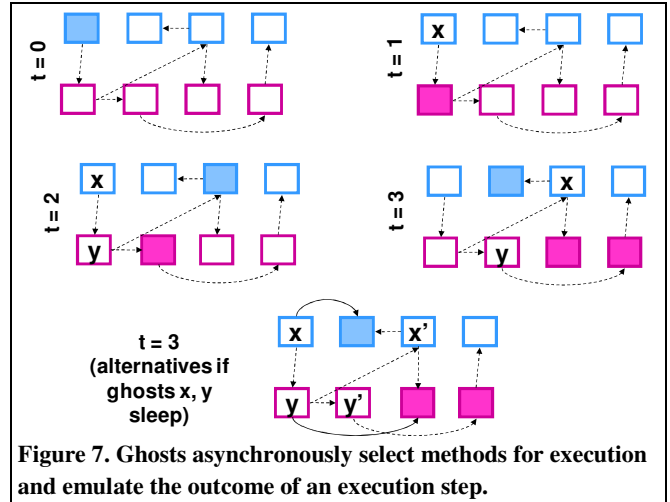 t = 0
x
t = 1
x
y
t = 2
x
y
t = 3
t = 3
(alternatives if
ghosts x, y
sleep)
x
x'
y
y'
Figure 7. Ghosts asynchronously select methods for execution
and emulate the outcome of an execution step.